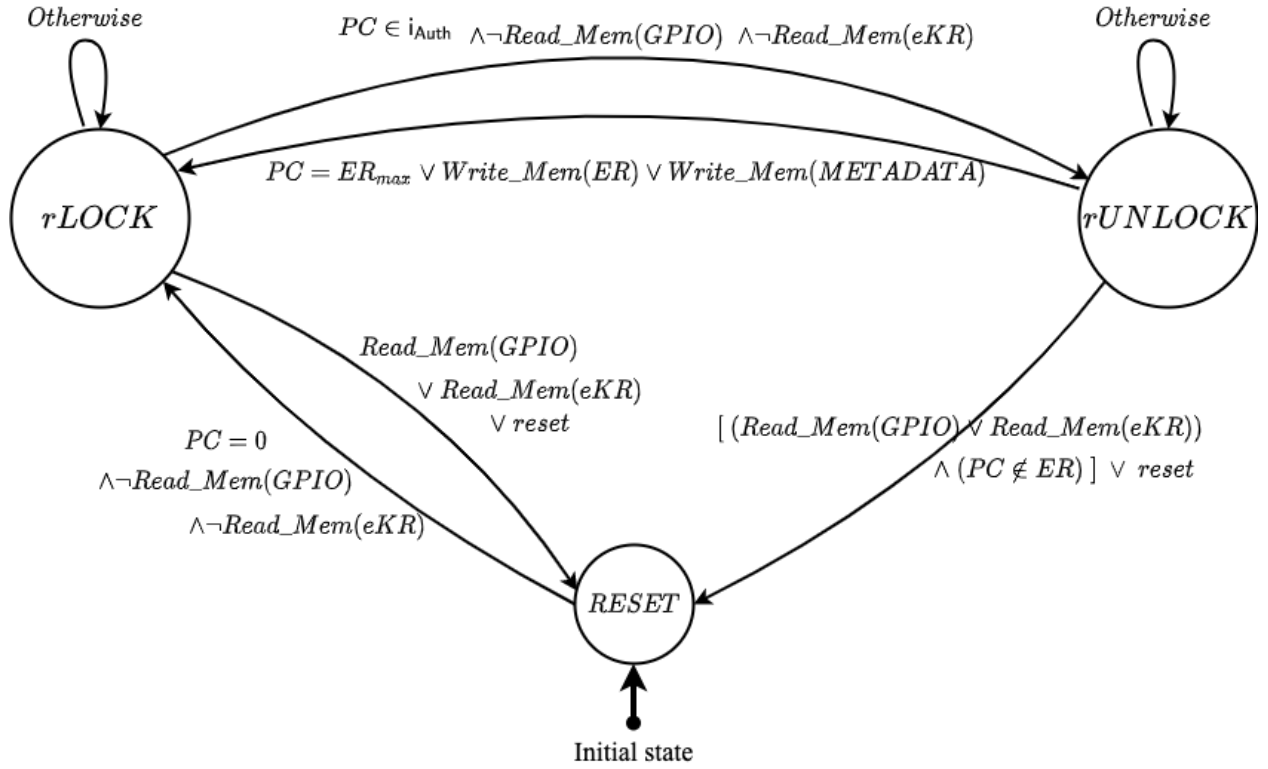 Otherwise
PC ∈ i_Auth ∧¬Read_Mem(GPIO) ∧¬Read_Mem(eKR)
Otherwise
PC = ER_max ∨ Write_Mem(ER) ∨ Write_Mem(METADATA)
rLOCK
rUNLOCK
Read_Mem(GPIO)
∨ Read_Mem(eKR)
∨ reset
[ (Read_Mem(GPIO) ∨ Read_Mem(eKR))
∧ (PC ∉ ER) ] ∨ reset
PC = 0
∧¬Read_Mem(GPIO)
∧¬Read_Mem(eKR)
RESET
Initial state